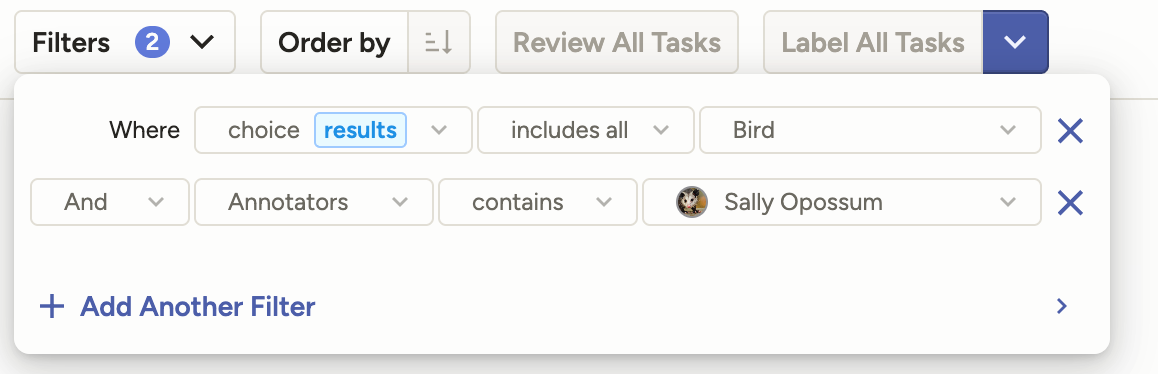 Filters 2 Order by Review All Tasks Label All Tasks
Where choice results includes all Bird
And Annotators contains Sally Opossum
Add Another Filter